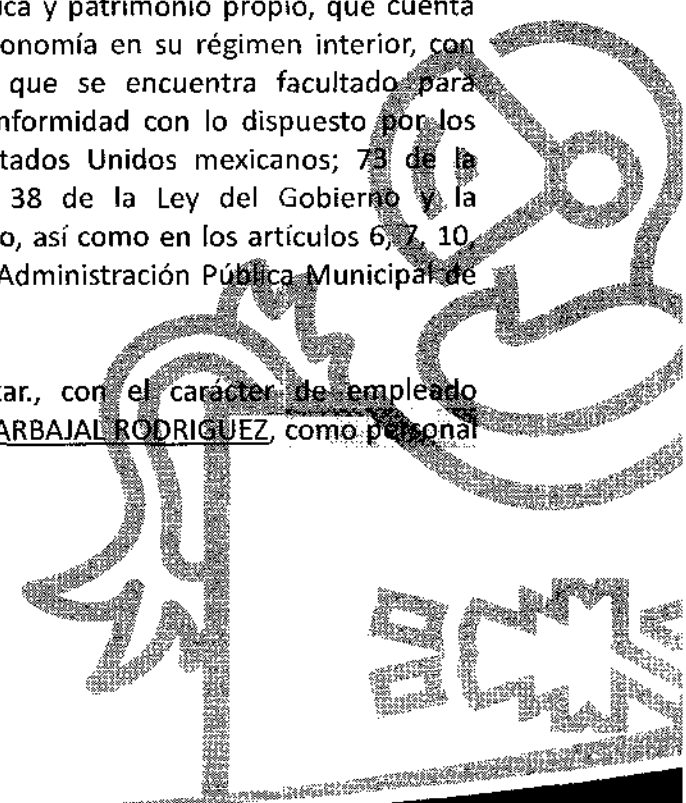 ica y patrimonio propio, que cuenta
onomía en su régimen interior, con
que se encuentra facultado para
nformidad con lo dispuesto por los
tados Unidos mexicanos; 73 de la
38 de la Ley del Gobierno y la
o, así como en los artículos 6, 7, 10,
Administración Pública Municipal de
tar., con el carácter de empleado
ARBAJAL RODRIGUEZ, como personal